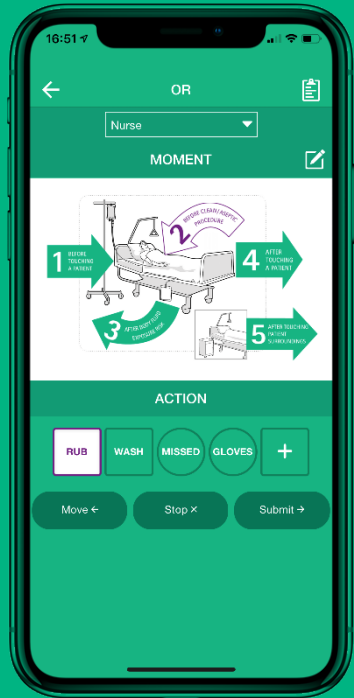 16:51
OR
Nurse
MOMENT
1 BEFORE
TOUCHING
A PATIENT
2 BEFORE CLEAN/ASEPTIC
PROCEDURE
3 AFTER BODY FLUID
EXPOSURE RISK
4 AFTER
TOUCHING
A PATIENT
5 AFTER TOUCHING
PATIENT
SURROUNDINGS
ACTION
RUB WASH MISSED GLOVES +
Move ← Stop × Submit →